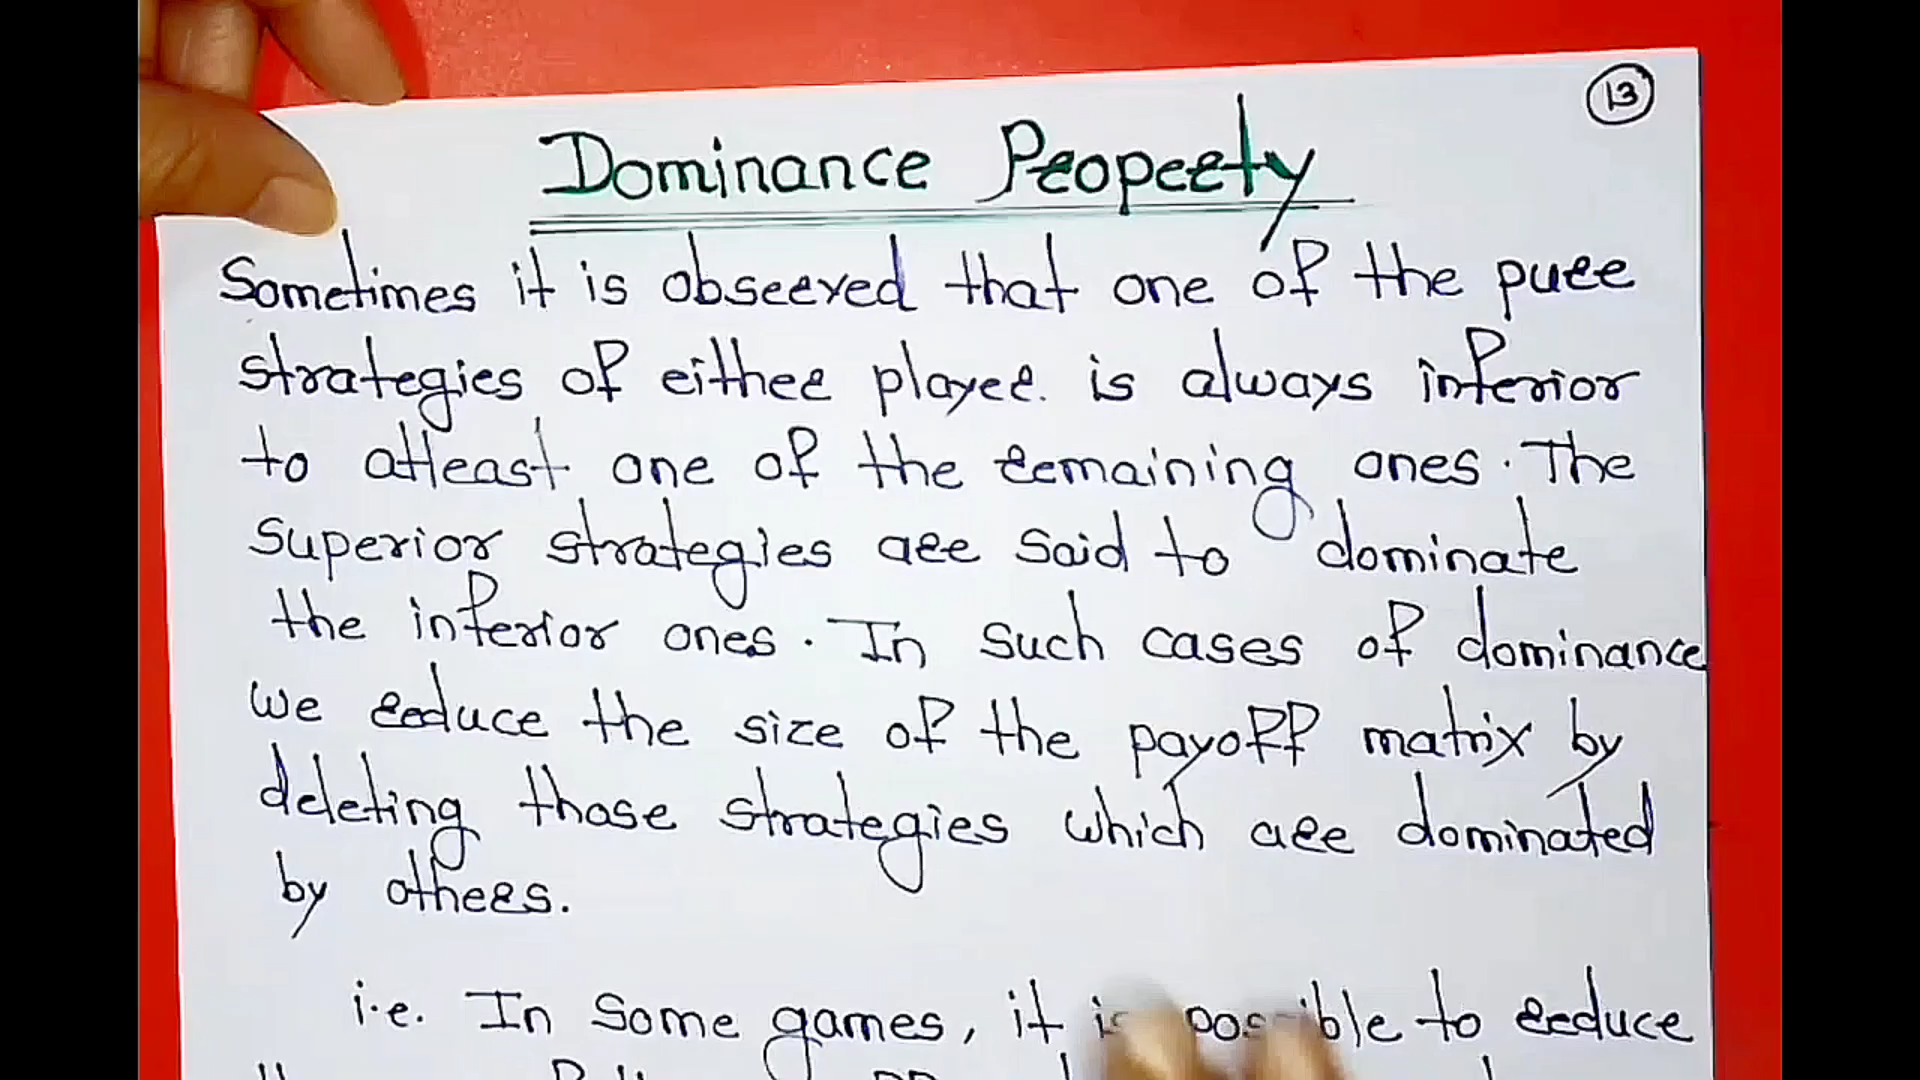 13
Dominance Property
Sometimes it is observed that one of the pure
strategies of either player. is always inferior
to atleast one of the remaining ones. The
superior strategies are said to dominate
the inferior ones. In such cases of dominance
we reduce the size of the payoff matrix by
deleting those strategies which are dominated
by others.
i.e. In some games, it is possible to reduce